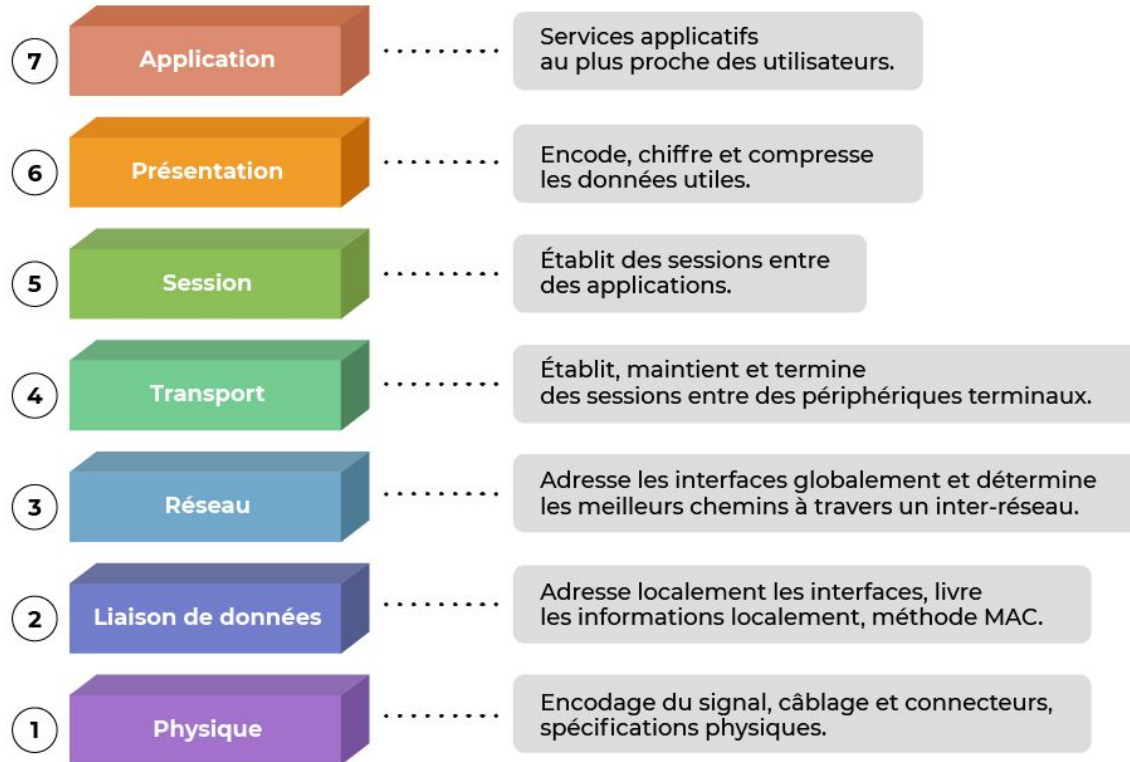 7
Application
Services applicatifs
au plus proche des utilisateurs.
6
Présentation
Encode, chiffre et compresse
les données utiles.
5
Session
Établit des sessions entre
des applications.
4
Transport
Établit, maintient et termine
des sessions entre des périphériques terminaux.
3
Réseau
Adresse les interfaces globalement et détermine
les meilleurs chemins à travers un inter-réseau.
2
Liaison de données
Adresse localement les interfaces, livre
les informations localement, méthode MAC.
1
Physique
Encodage du signal, câblage et connecteurs,
spécifications physiques.